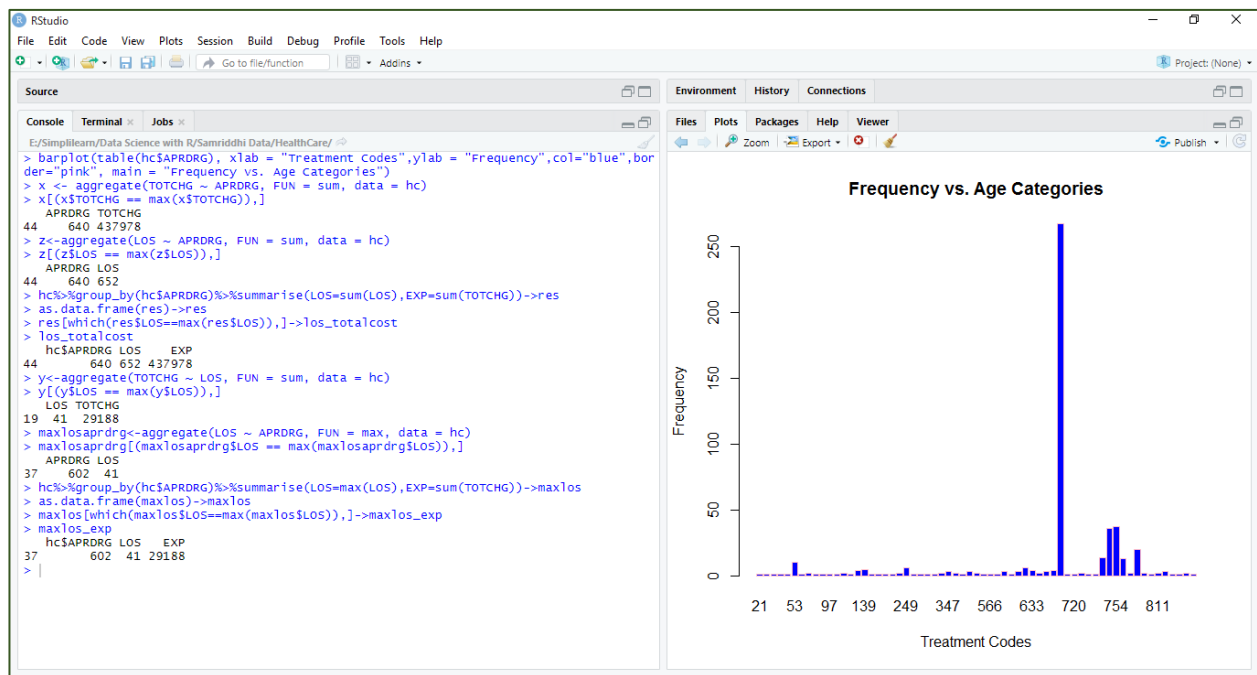 RStudio
File Edit Code View Plots Session Build Debug Profile Tools Help
Go to file/function Addins Project: (None)
Source
Console Terminal Jobs
E:/Simplilearn/Data Science with R/Samriddhi Data/HealthCare/
> barplot(table(hc$APRDRG), xlab = "Treatment Codes",ylab = "Frequency",col="blue",bor
der="pink", main = "Frequency vs. Age Categories")
> x <- aggregate(TOTCHG ~ APRDRG, FUN = sum, data = hc)
> x[(x$TOTCHG == max(x$TOTCHG)),]
APRDRG TOTCHG
44 640 437978
> z<-aggregate(LOS ~ APRDRG, FUN = sum, data = hc)
> z[(z$LOS == max(z$LOS)),]
APRDRG LOS
44 640 652
> hc%>%group_by(hc$APRDRG)%>%summarise(LOS=sum(LOS),EXP=sum(TOTCHG))->res
> as.data.frame(res)->res
> res[which(res$LOS==max(res$LOS)),]->los_totalcost
> los_totalcost
hc$APRDRG LOS EXP
44 640 652 437978
> y<-aggregate(TOTCHG ~ LOS, FUN = sum, data = hc)
> y[(y$LOS == max(y$LOS)),]
LOS TOTCHG
19 41 29188
> maxlosaprdrg<-aggregate(LOS ~ APRDRG, FUN = max, data = hc)
> maxlosaprdrg[(maxlosaprdrg$LOS == max(maxlosaprdrg$LOS)),]
APRDRG LOS
37 602 41
> hc%>%group_by(hc$APRDRG)%>%summarise(LOS=max(LOS),EXP=sum(TOTCHG))->maxlos
> as.data.frame(maxlos)->maxlos
> maxlos[which(maxlos$LOS==max(maxlos$LOS)),]->maxlos_exp
> maxlos_exp
hc$APRDRG LOS EXP
37 602 41 29188
>
Environment History Connections
Files Plots Packages Help Viewer
Zoom Export Publish
Frequency vs. Age Categories
250
200
150
100
50
0
Frequency
21 53 97 139 249 347 566 633 720 754 811
Treatment Codes